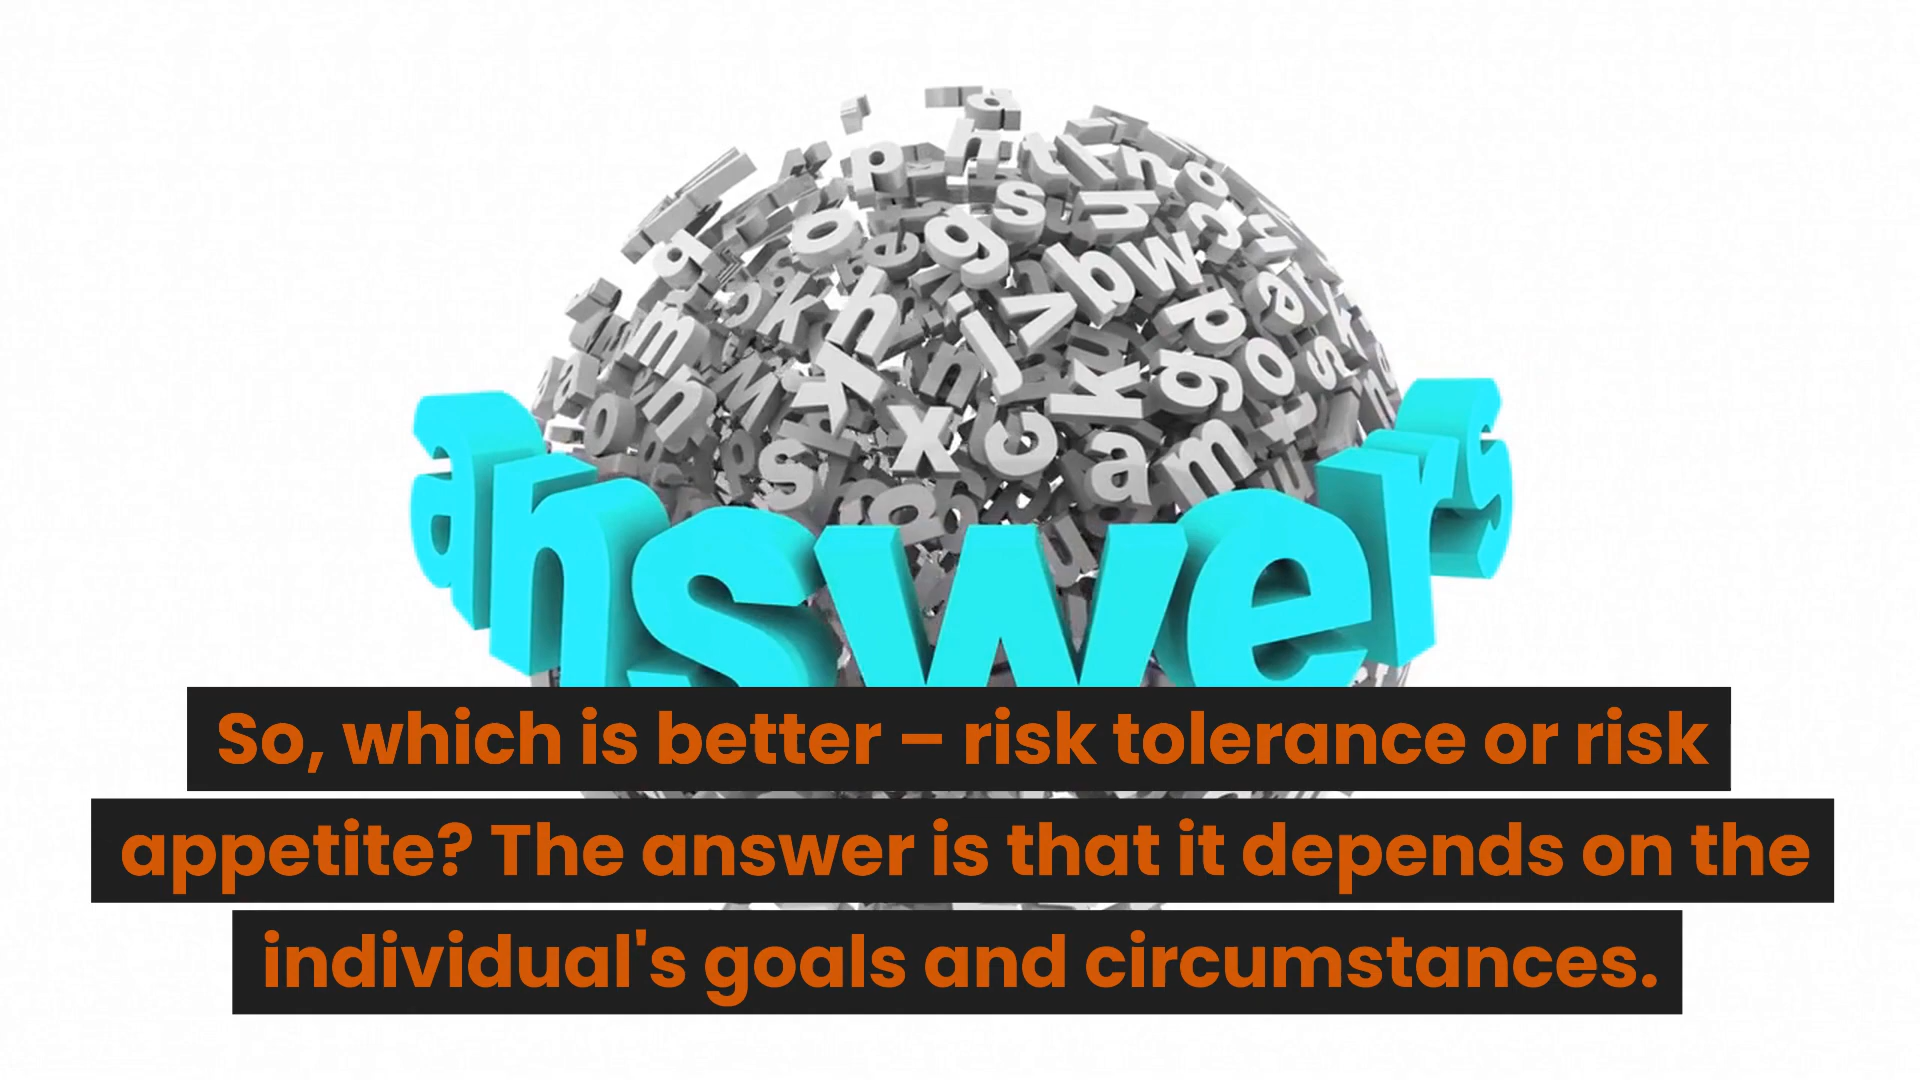 answers
So, which is better – risk tolerance or risk
appetite? The answer is that it depends on the
individual's goals and circumstances.